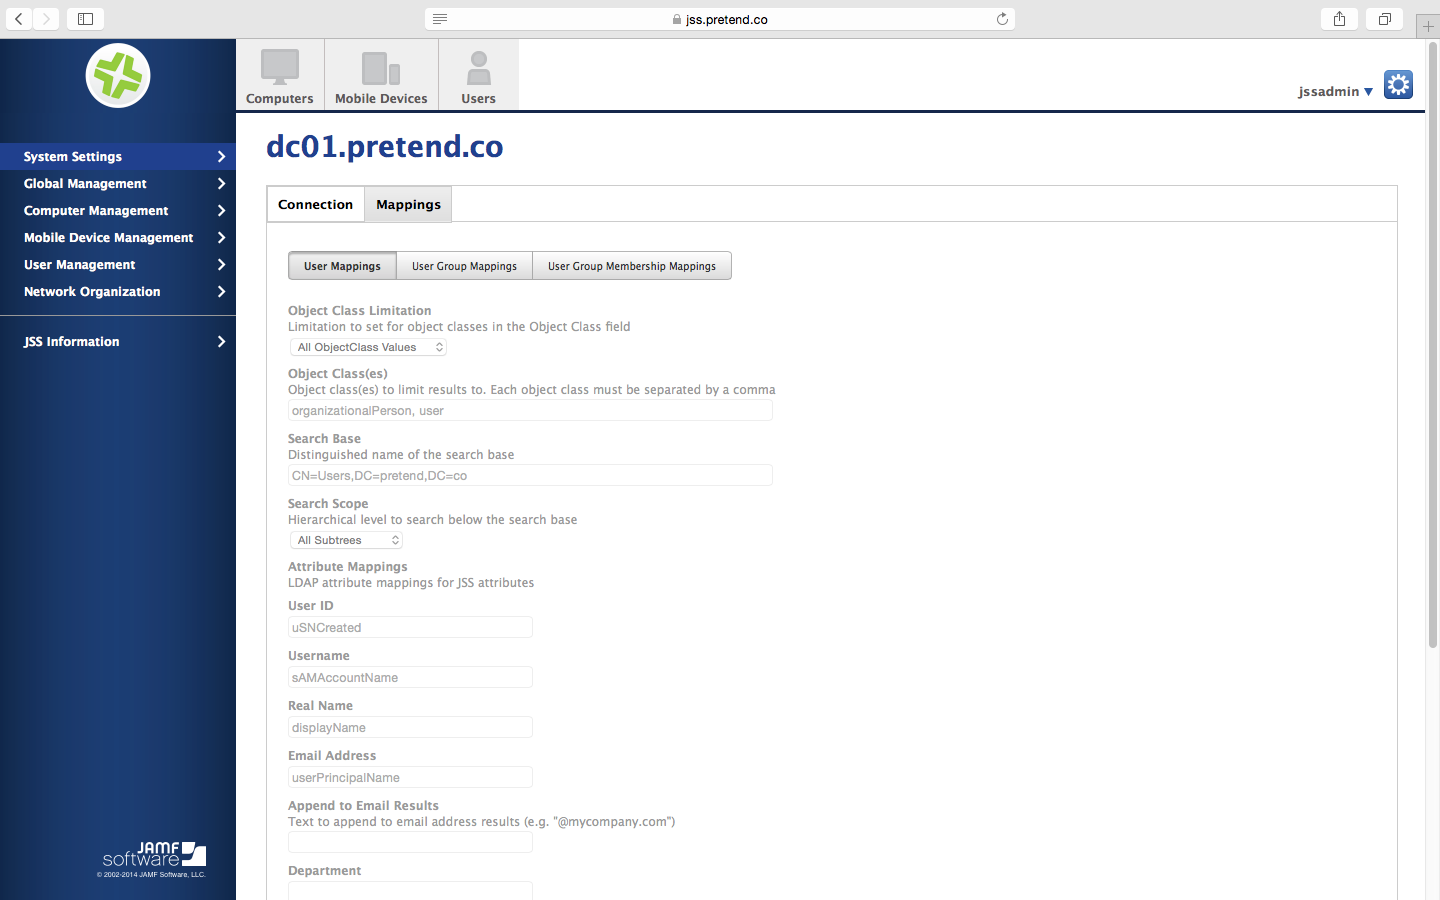 jss.pretend.co
Computers
Mobile Devices
Users
jssadmin
System Settings
Global Management
Computer Management
Mobile Device Management
User Management
Network Organization
JSS Information
JAMF
software
© 2002-2014 JAMF Software, LLC.
dc01.pretend.co
Connection
Mappings
User Mappings
User Group Mappings
User Group Membership Mappings
Object Class Limitation
Limitation to set for object classes in the Object Class field
All ObjectClass Values
Object Class(es)
Object class(es) to limit results to. Each object class must be separated by a comma
organizationalPerson, user
Search Base
Distinguished name of the search base
CN=Users,DC=pretend,DC=co
Search Scope
Hierarchical level to search below the search base
All Subtrees
Attribute Mappings
LDAP attribute mappings for JSS attributes
User ID
uSNCreated
Username
sAMAccountName
Real Name
displayName
Email Address
userPrincipalName
Append to Email Results
Text to append to email address results (e.g. "@mycompany.com")
Department